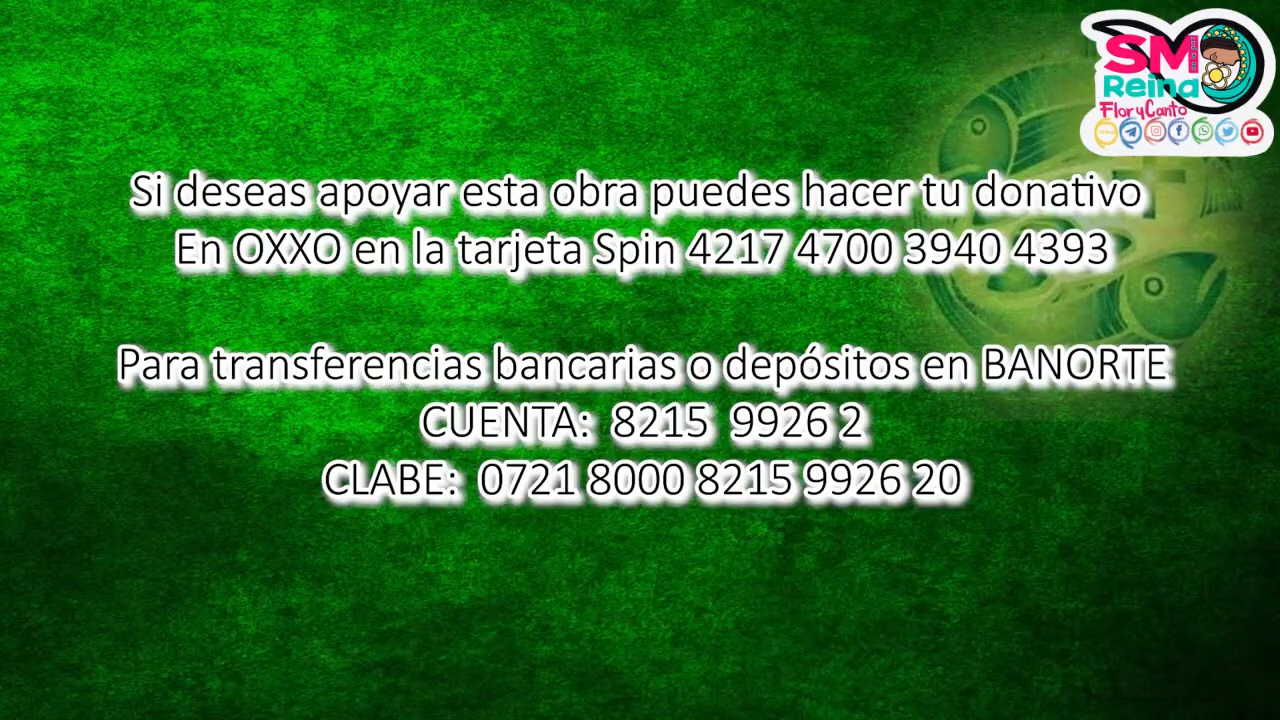 SM
Reina
Flor y Canto
Si deseas apoyar esta obra puedes hacer tu donativo
En OXXO en la tarjeta Spin 4217 4700 3940 4393
Para transferencias bancarias o depósitos en BANORTE
CUENTA:  8215  9926 2
CLABE:  0721 8000 8215 9926 20